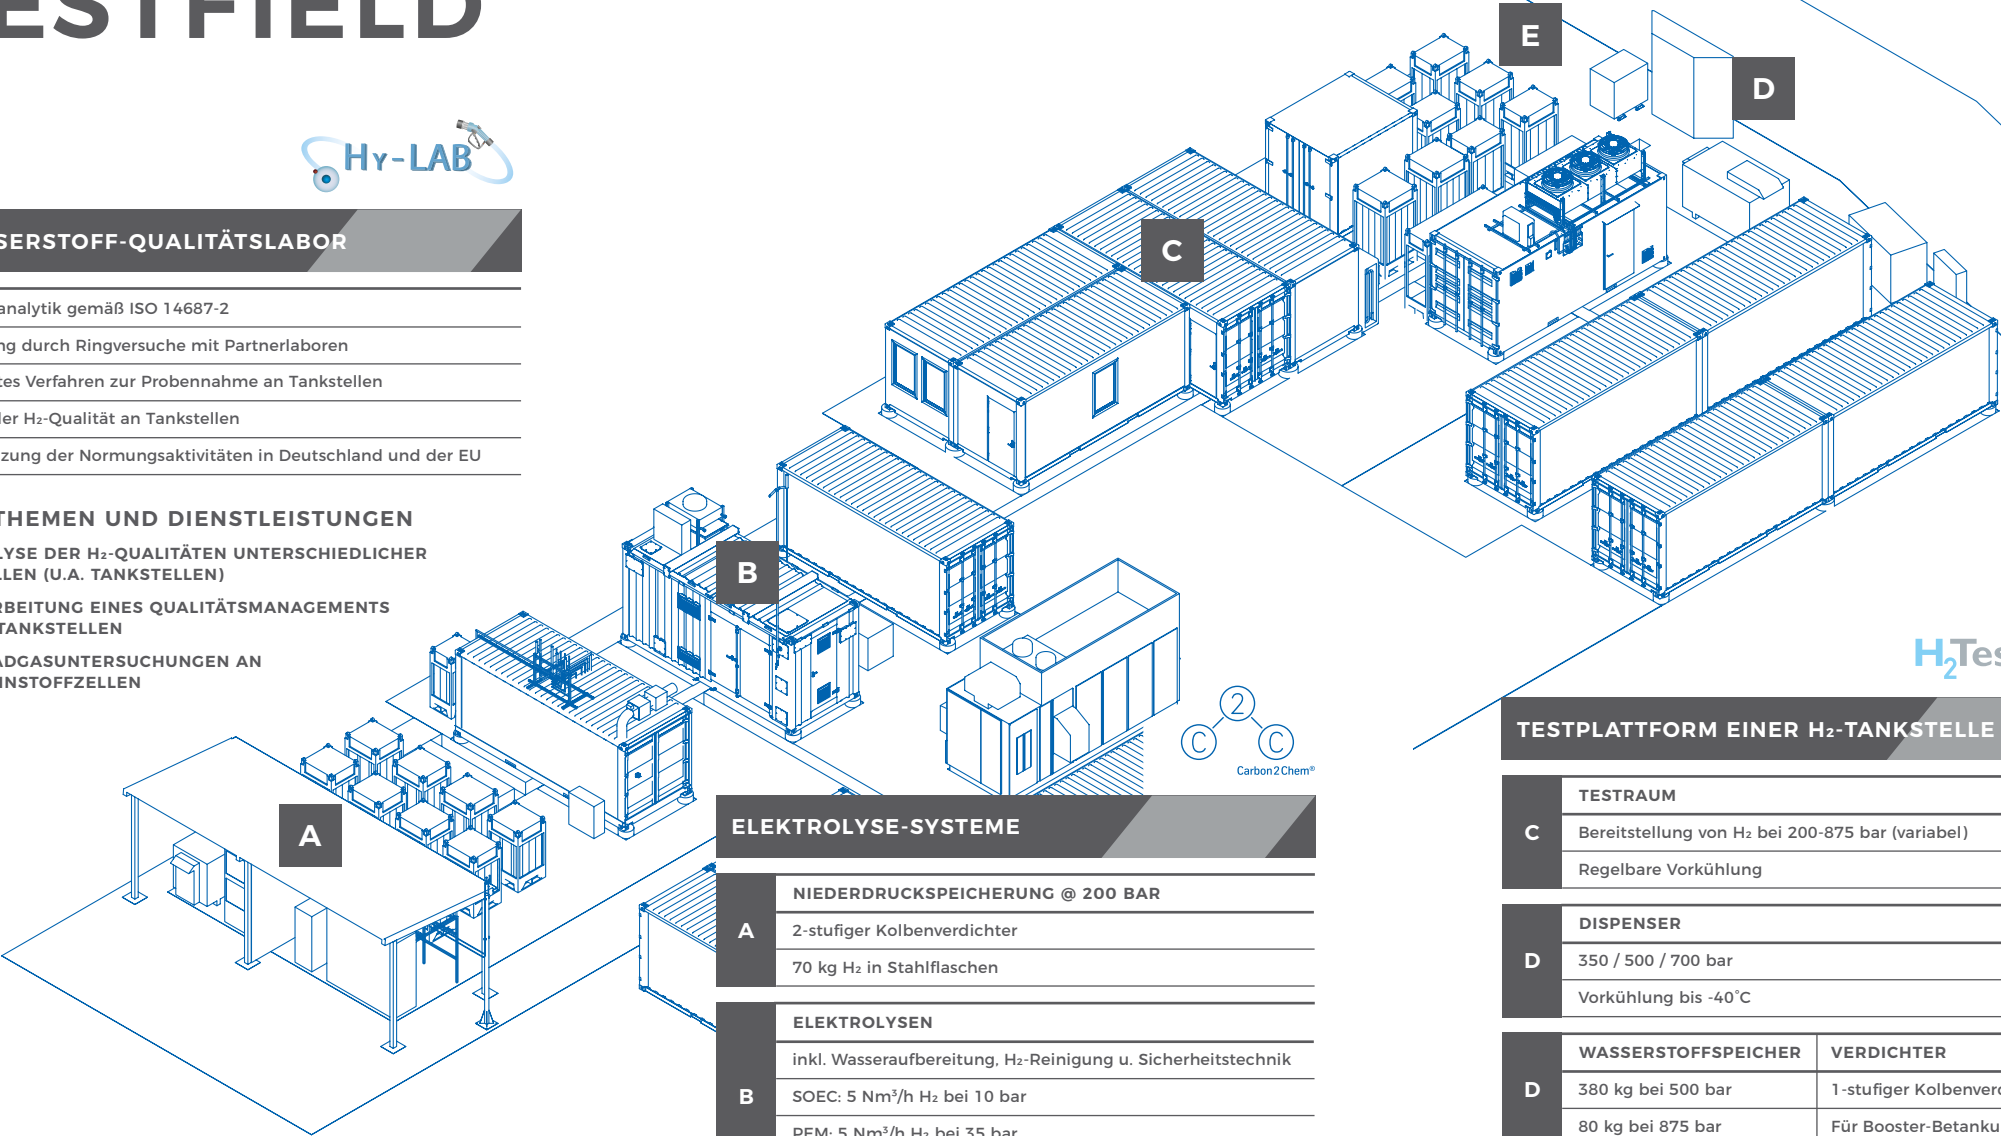 ESTFIELD
Hy-LAB
SERSTOFF-QUALITÄTSLABOR
analytik gemäß ISO 14687-2
ng durch Ringversuche mit Partnerlaboren
tes Verfahren zur Probennahme an Tankstellen
der H₂-Qualität an Tankstellen
zung der Normungsaktivitäten in Deutschland und der EU
THEMEN UND DIENSTLEISTUNGEN
LYSE DER H₂-QUALITÄTEN UNTERSCHIEDLICHER
LLEN (U.A. TANKSTELLEN)
RBEITUNG EINES QUALITÄTSMANAGEMENTS
TANKSTELLEN
ADGASUNTERSUCHUNGEN AN
NNSTOFFZELLEN
A
B
C
D
E
C 2 C
Carbon2Chem®
ELEKTROLYSE-SYSTEME
A
NIEDERDRUCKSPEICHERUNG @ 200 BAR
2-stufiger Kolbenverdichter
70 kg H₂ in Stahlflaschen
B
ELEKTROLYSEN
inkl. Wasseraufbereitung, H₂-Reinigung u. Sicherheitstechnik
SOEC: 5 Nm³/h H₂ bei 10 bar
PEM: 5 Nm³/h H₂ bei 35 bar
H₂Tes
TESTPLATTFORM EINER H₂-TANKSTELLE
C
TESTRAUM
Bereitstellung von H₂ bei 200-875 bar (variabel)
Regelbare Vorkühlung
D
DISPENSER
350 / 500 / 700 bar
Vorkühlung bis -40°C
D
WASSERSTOFFSPEICHER VERDICHTER
380 kg bei 500 bar 1-stufiger Kolbenverd
80 kg bei 875 bar Für Booster-Betanku